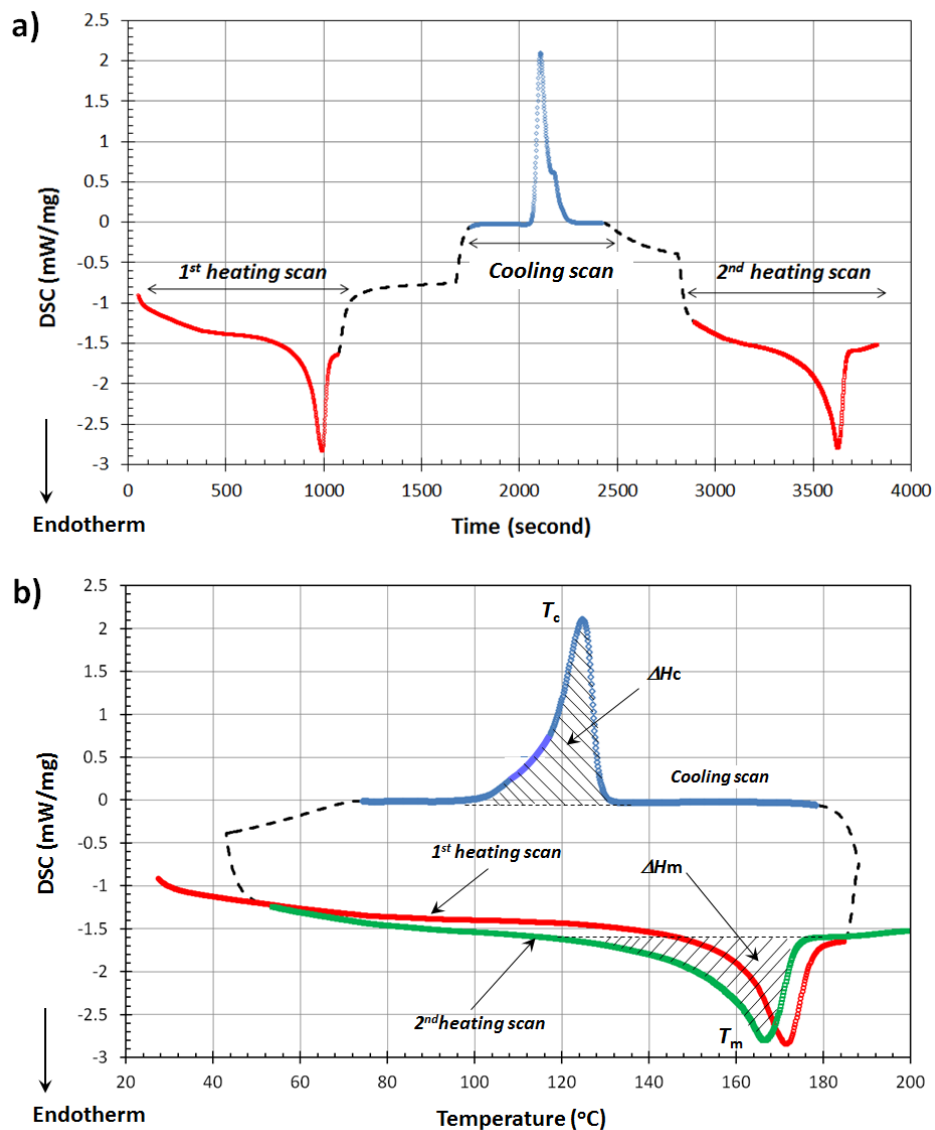 a)
2.5
2
1.5
1
0.5
0
-0.5
-1
-1.5
-2
-2.5
-3
DSC (mW/mg)
1st heating scan
Cooling scan
2nd heating scan
0 500 1000 1500 2000 2500 3000 3500 4000
Endotherm
Time (second)
b)
2.5
2
1.5
1
0.5
0
-0.5
-1
-1.5
-2
-2.5
-3
DSC (mW/mg)
Tc
ΔHc
Cooling scan
1st heating scan
ΔHm
2nd heating scan
Tm
20 40 60 80 100 120 140 160 180 200
Endotherm
Temperature (oC)